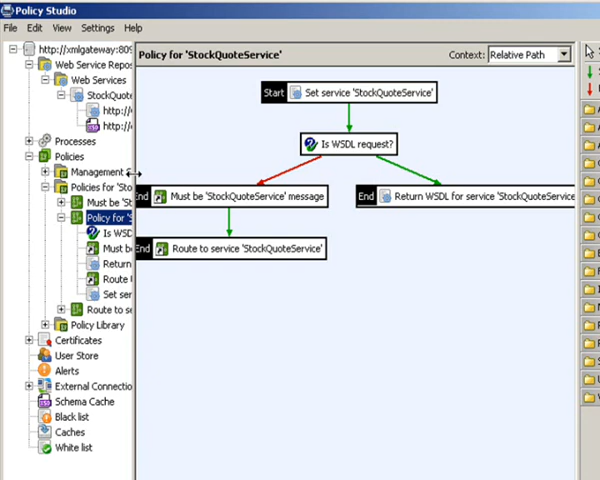 Policy Studio
File Edit View Settings Help
http://xmlgateway:809
Web Service Repo
Web Services
StockQuote
http://
http://
Processes
Policies
Management S
Policies for 'Sto
Must be 'St
Policy for 'S
Is WSD
Must b
Return
Route
Set ser
Route to se
Policy Library
Certificates
User Store
Alerts
External Connectio
Schema Cache
Black list
Caches
White list
Policy for 'StockQuoteService'
Context: Relative Path
Start Set service 'StockQuoteService'
Is WSDL request?
End Must be 'StockQuoteService' message
End Return WSDL for service 'StockQuoteService
End Route to service 'StockQuoteService'